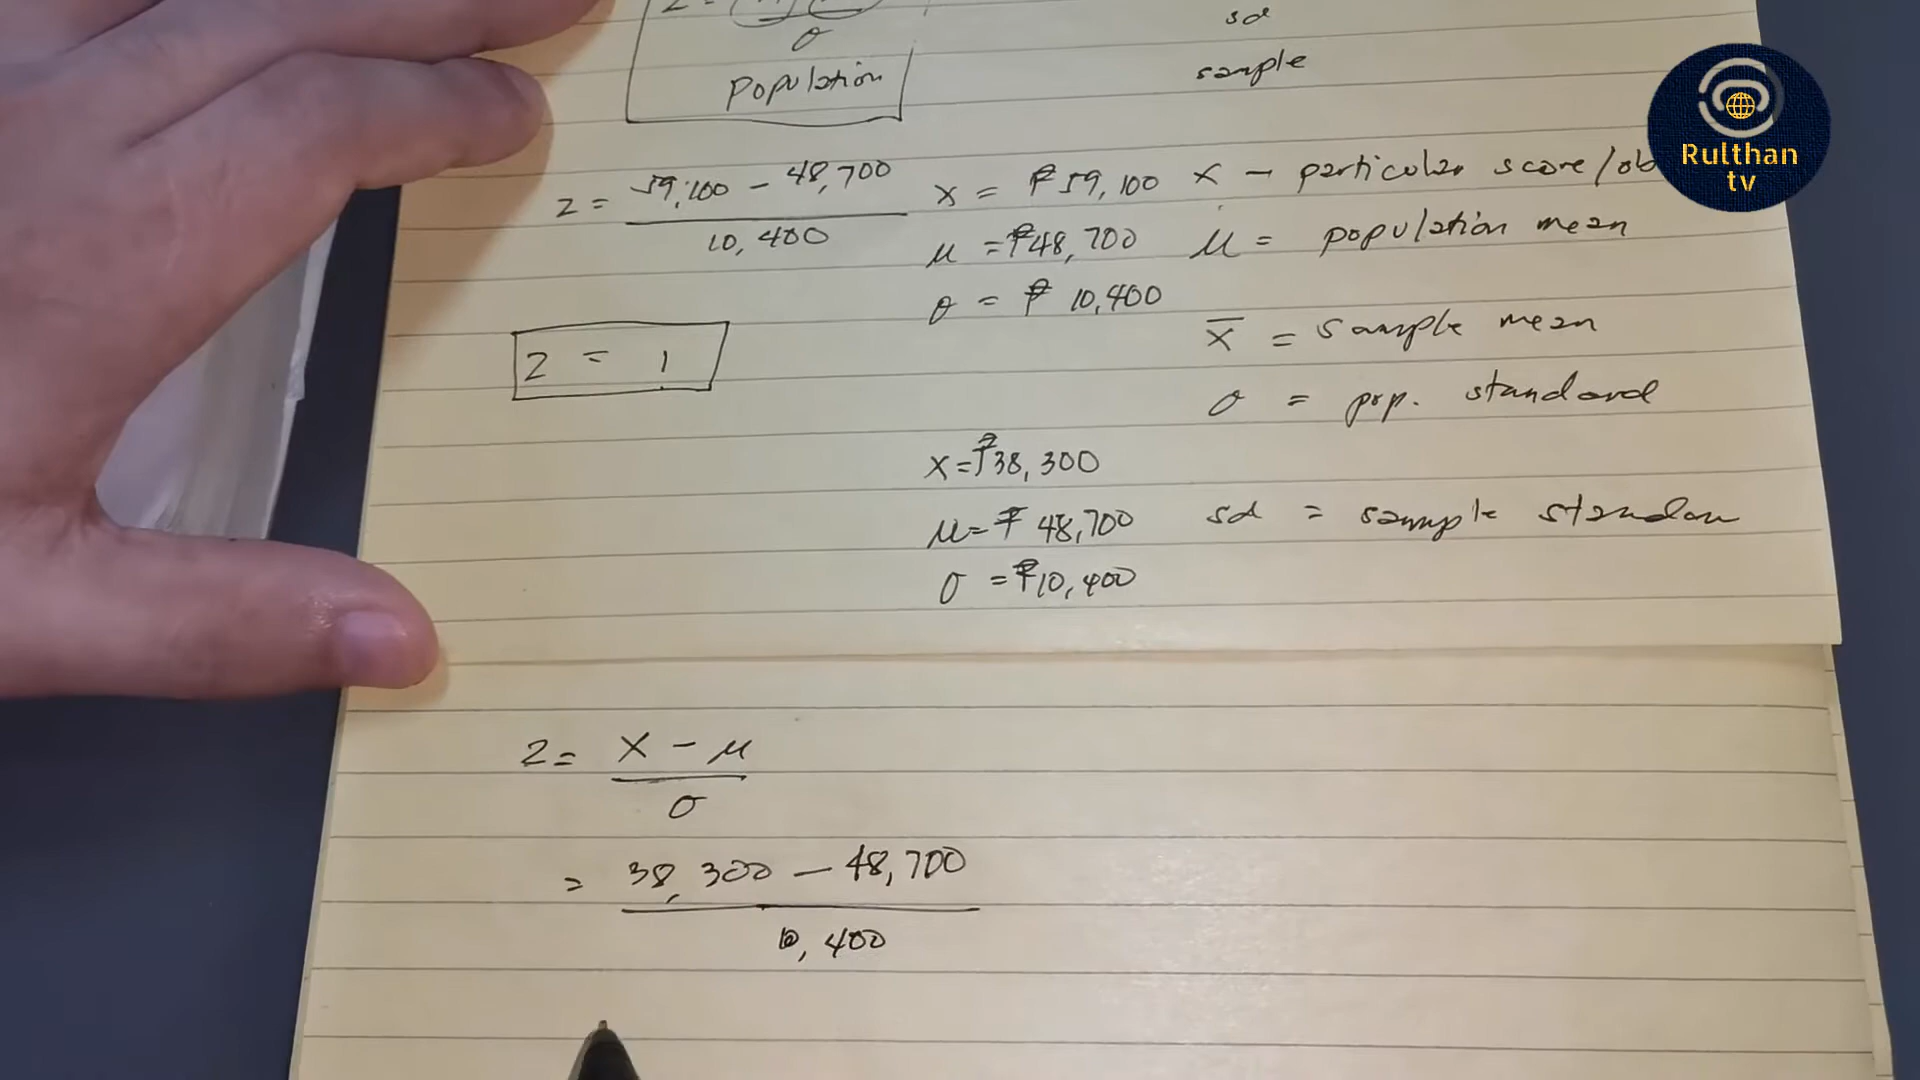 σ
sd
Population
sample
z = 59,100 - 48,700
10,400
x = ₱59,100
μ = ₱48,700
σ = ₱ 10,400
z = 1
x - particular score/ob
μ = population mean
x̄ = sample mean
σ = pop. standard
sd = sample standar
x = ₱38,300
μ = ₱ 48,700
σ = ₱10,400
z = x - μ
σ
= 38,300 - 48,700
10,400
Rulthan
tv